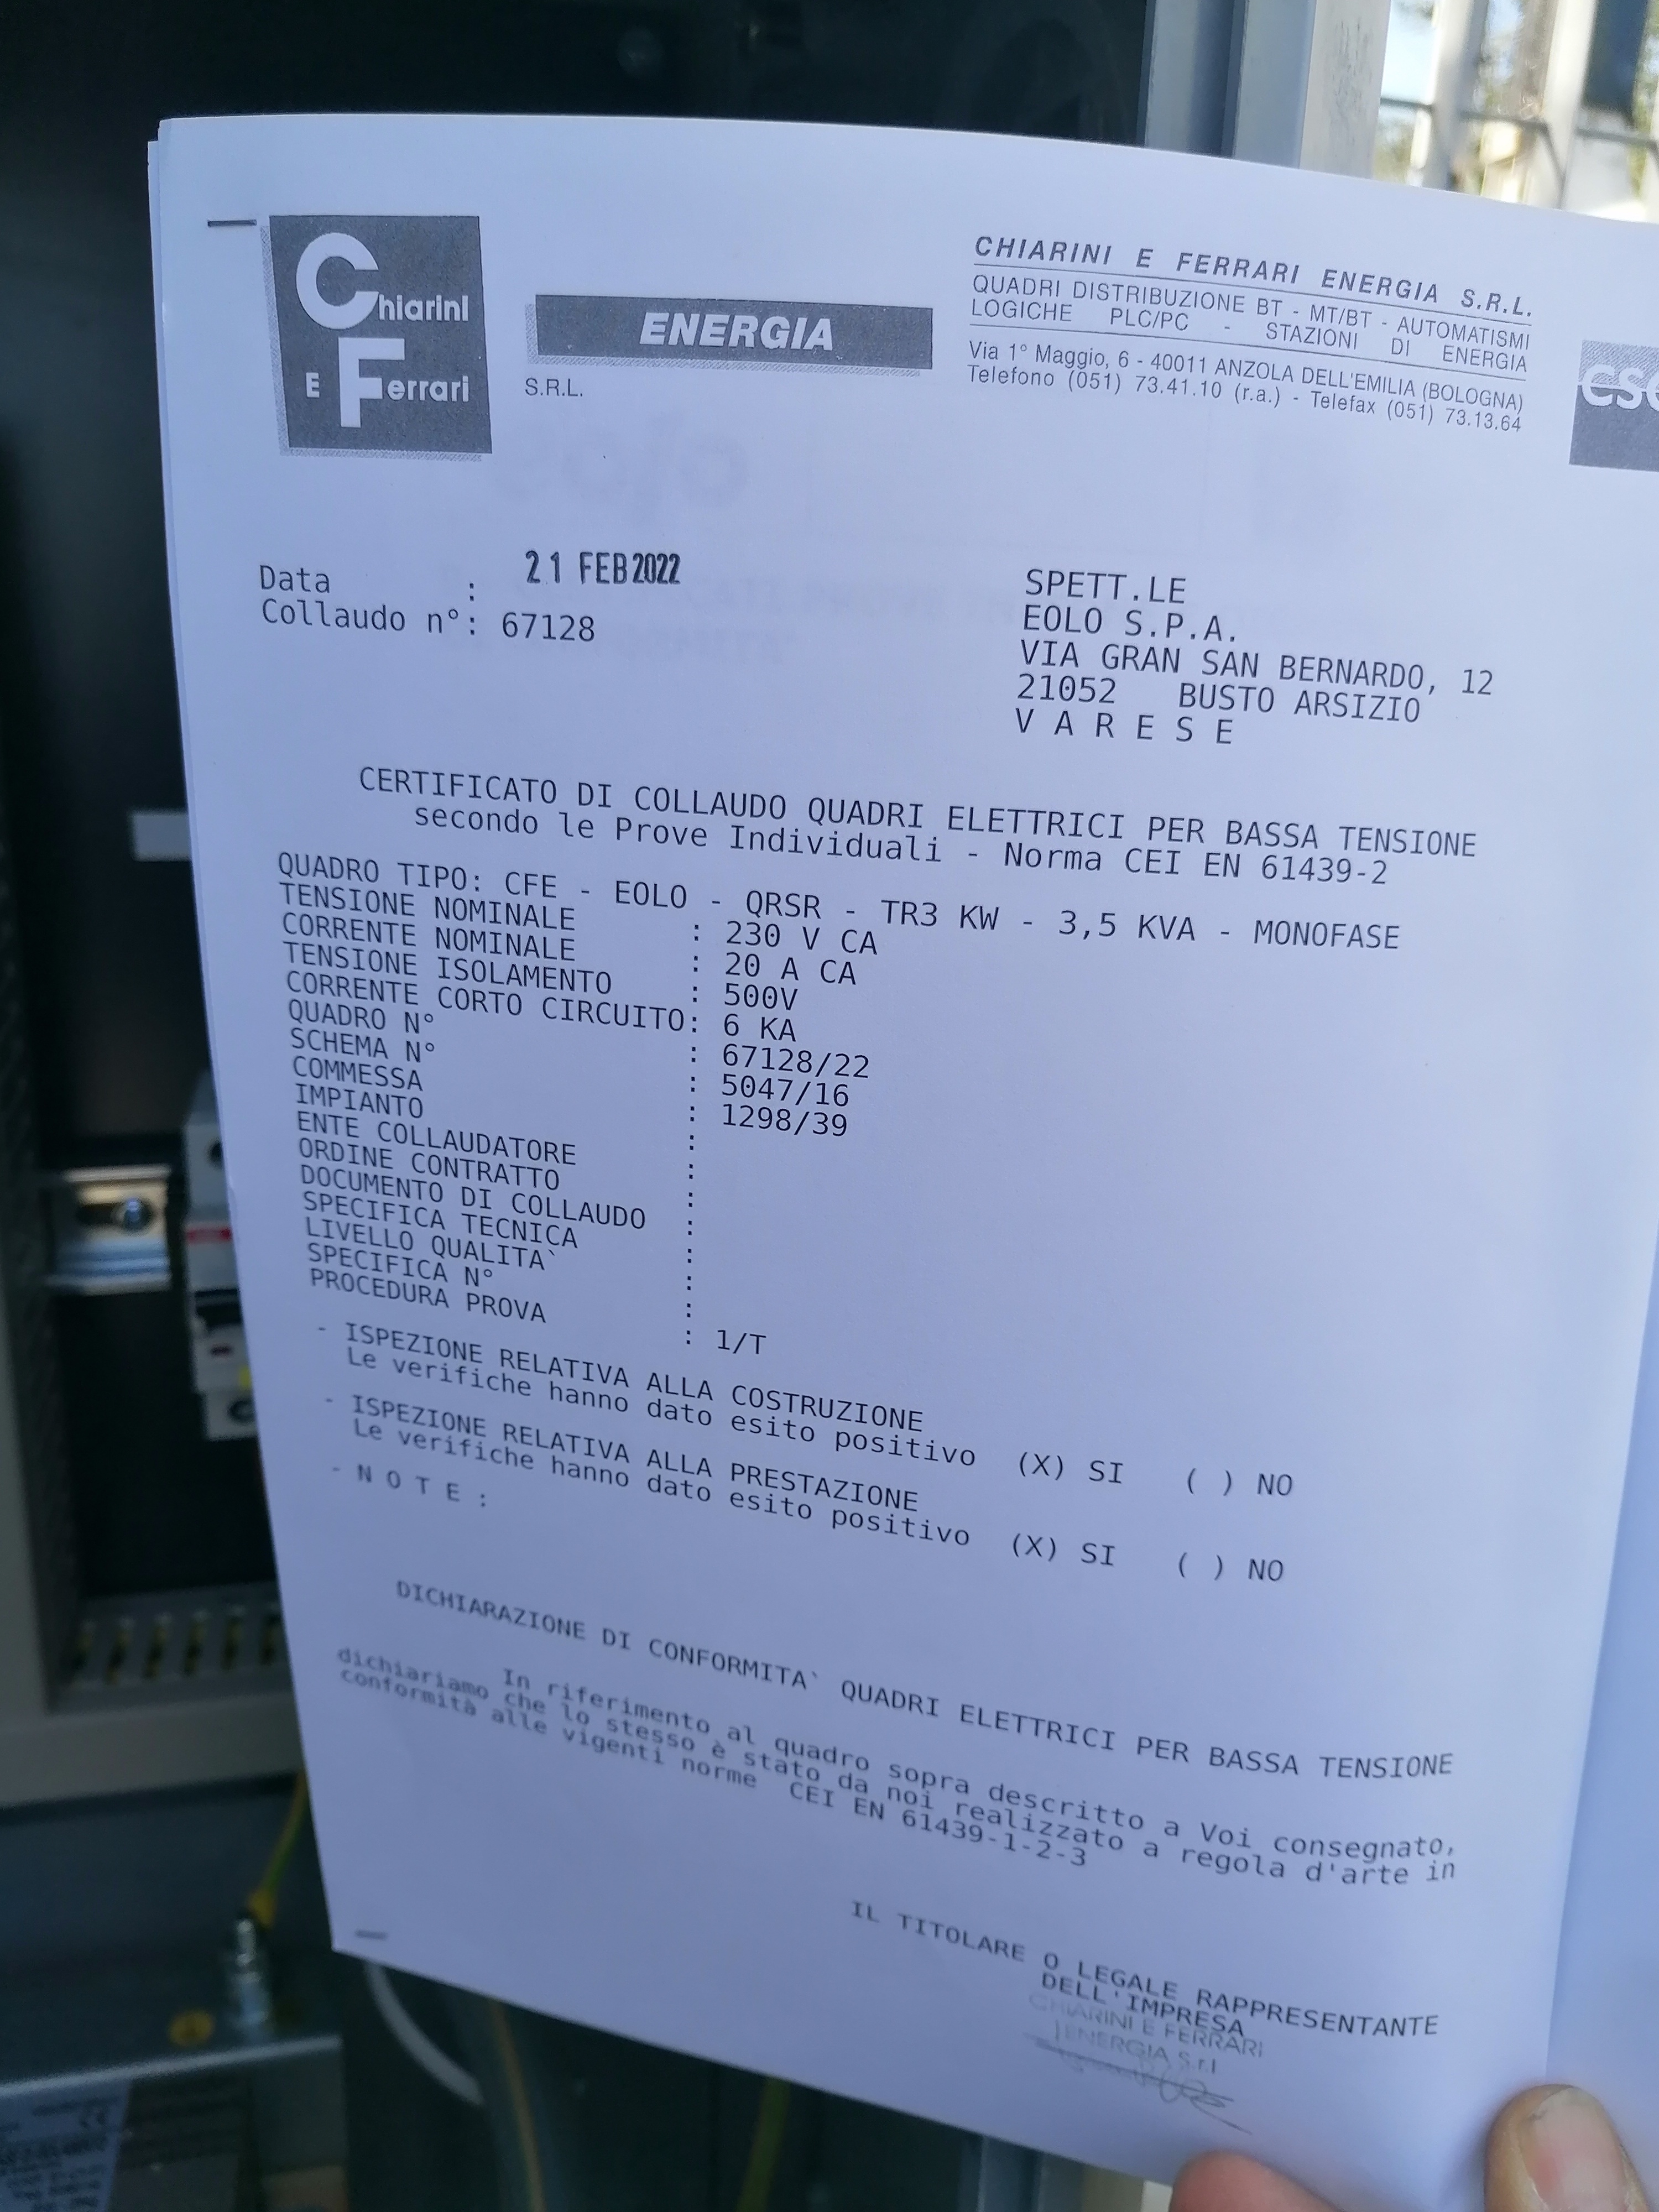 Chiarini
E Ferrari
ENERGIA
S.R.L.
CHIARINI E FERRARI ENERGIA S.R.L.
QUADRI DISTRIBUZIONE BT - MT/BT - AUTOMATISMI
LOGICHE PLC/PC - STAZIONI DI ENERGIA
Via 1° Maggio, 6 - 40011 ANZOLA DELL'EMILIA (BOLOGNA)
Telefono (051) 73.41.10 (r.a.) - Telefax (051) 73.13.64
Data : 21 FEB 2022
Collaudo n°: 67128
SPETT.LE
EOLO S.P.A.
VIA GRAN SAN BERNARDO, 12
21052 BUSTO ARSIZIO
V A R E S E
CERTIFICATO DI COLLAUDO QUADRI ELETTRICI PER BASSA TENSIONE
secondo le Prove Individuali - Norma CEI EN 61439-2
QUADRO TIPO: CFE - EOLO - QRSR - TR3 KW - 3,5 KVA - MONOFASE
TENSIONE NOMINALE : 230 V CA
CORRENTE NOMINALE : 20 A CA
TENSIONE ISOLAMENTO : 500V
CORRENTE CORTO CIRCUITO: 6 KA
QUADRO N° : 67128/22
SCHEMA N° : 5047/16
COMMESSA : 1298/39
IMPIANTO :
ENTE COLLAUDATORE :
ORDINE CONTRATTO :
DOCUMENTO DI COLLAUDO :
SPECIFICA TECNICA :
LIVELLO QUALITA` :
SPECIFICA N° :
PROCEDURA PROVA : 1/T
- ISPEZIONE RELATIVA ALLA COSTRUZIONE
Le verifiche hanno dato esito positivo (X) SI ( ) NO
- ISPEZIONE RELATIVA ALLA PRESTAZIONE
Le verifiche hanno dato esito positivo (X) SI ( ) NO
- N O T E :
DICHIARAZIONE DI CONFORMITA` QUADRI ELETTRICI PER BASSA TENSIONE
In riferimento al quadro sopra descritto a Voi consegnato,
dichiariamo che lo stesso è stato da noi realizzato a regola d'arte in
conformità alle vigenti norme CEI EN 61439-1-2-3
IL TITOLARE O LEGALE RAPPRESENTANTE
DELL'IMPRESA
CHIARINI E FERRARI
ENERGIA S.r.l